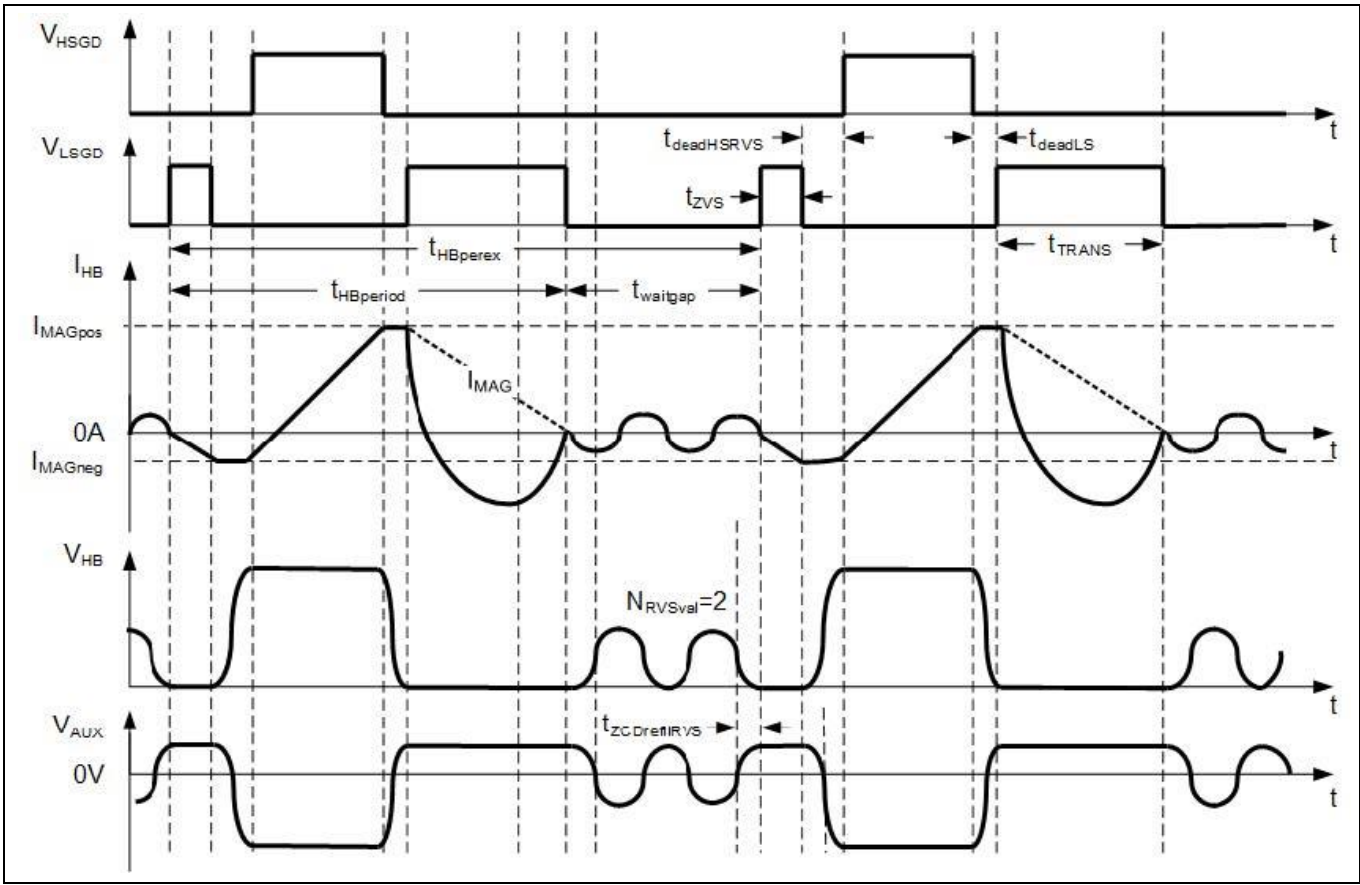 VHSGD
t
VLSGD
tdeadHSRVS
tdeadLS
tZVS
t
tHBperex
tTRANS
IHB
tHBperiod
twaitgap
IMAGpos
IMAG
0A
IMAGneg
t
VHB
NRVSval=2
t
VAUX
tZCDreflRVS
0V
t